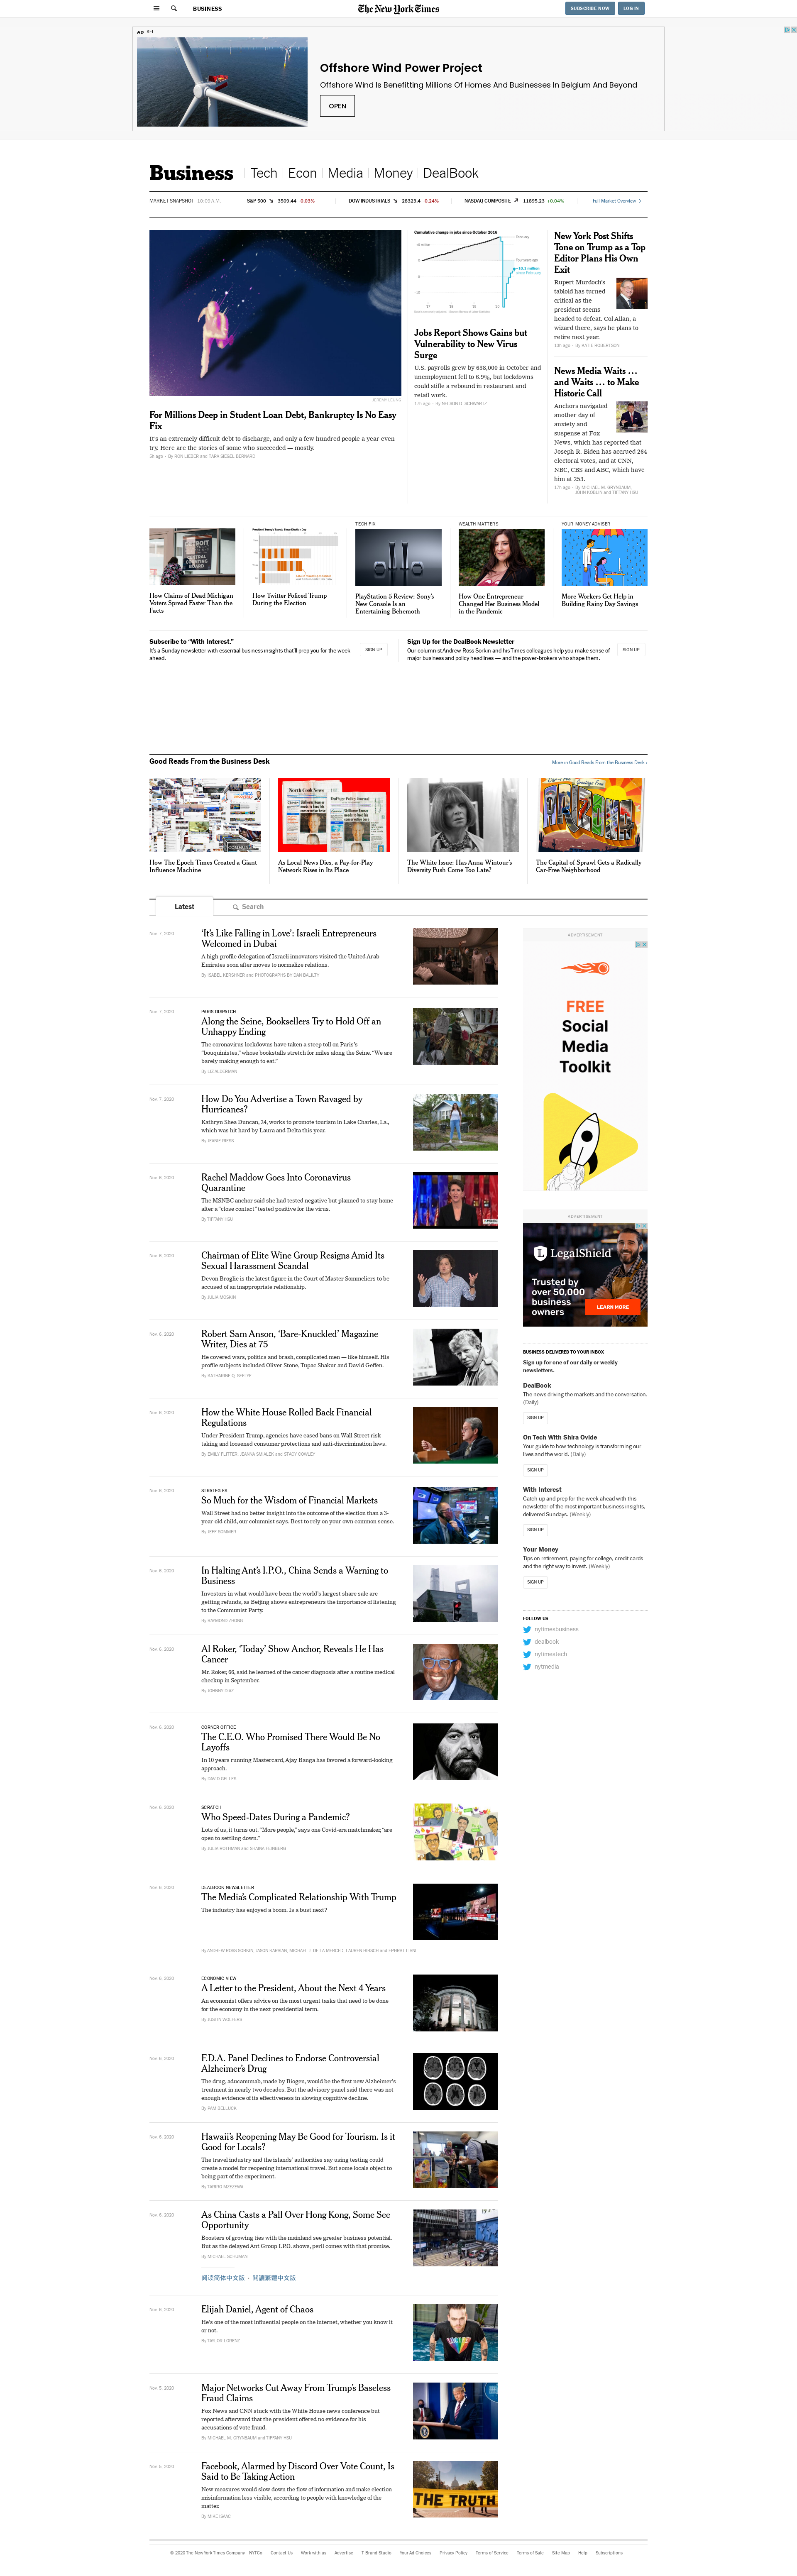 BUSINESS
The New York Times
SUBSCRIBE NOW
LOG IN
AD SEL
Offshore Wind Power Project
Offshore Wind Is Benefitting Millions Of Homes And Businesses In Belgium And Beyond
OPEN
Business
Tech
Econ
Media
Money
DealBook
MARKET SNAPSHOT 10:09 A.M.
S&P 500 3509.44 -0.03%
DOW INDUSTRIALS 28323.4 -0.24%
NASDAQ COMPOSITE 11895.23 +0.04%
Full Market Overview
For Millions Deep in Student Loan Debt, Bankruptcy Is No Easy
Fix
It's an extremely difficult debt to discharge, and only a few hundred people a year even
try. Here are the stories of some who succeeded — mostly.
5h ago · By RON LIEBER and TARA SIEGEL BERNARD
Cumulative change in jobs since October 2016
Jobs Report Shows Gains but
Vulnerability to New Virus
Surge
U.S. payrolls grew by 638,000 in October and
unemployment fell to 6.9%, but lockdowns
could stifle a rebound in restaurant and
retail work.
17h ago · By NELSON D. SCHWARTZ
New York Post Shifts
Tone on Trump as a Top
Editor Plans His Own
Exit
Rupert Murdoch's
tabloid has turned
critical as the
president seems
headed to defeat. Col Allan, a
wizard there, says he plans to
retire next year.
13h ago · By KATIE ROBERTSON
News Media Waits …
and Waits … to Make
Historic Call
Anchors navigated
another day of
anxiety and
suspense at Fox
News, which has reported that
Joseph R. Biden has accrued 264
electoral votes, and at CNN,
NBC, CBS and ABC, which have
him at 253.
17h ago · By MICHAEL M. GRYNBAUM,
JOHN KOBLIN and TIFFANY HSU
How Claims of Dead Michigan
Voters Spread Faster Than the
Facts
How Twitter Policed Trump
During the Election
TECH FIX
PlayStation 5 Review: Sony's
New Console Is an
Entertaining Behemoth
WEALTH MATTERS
How One Entrepreneur
Changed Her Business Model
in the Pandemic
YOUR MONEY ADVISER
More Workers Get Help in
Building Rainy Day Savings
Subscribe to “With Interest.”
It's a Sunday newsletter with essential business insights that'll prep you for the week
ahead.
SIGN UP
Sign Up for the DealBook Newsletter
Our columnist Andrew Ross Sorkin and his Times colleagues help you make sense of
major business and policy headlines — and the power-brokers who shape them.
SIGN UP
Good Reads From the Business Desk
More in Good Reads From the Business Desk ›
How The Epoch Times Created a Giant
Influence Machine
As Local News Dies, a Pay-for-Play
Network Rises in Its Place
The White Issue: Has Anna Wintour's
Diversity Push Come Too Late?
The Capital of Sprawl Gets a Radically
Car-Free Neighborhood
Latest
Search
Nov. 7, 2020
‘It's Like Falling in Love’: Israeli Entrepreneurs
Welcomed in Dubai
A high-profile delegation of Israeli innovators visited the United Arab
Emirates soon after moves to normalize relations.
By ISABEL KERSHNER and PHOTOGRAPHS BY DAN BALILTY
Nov. 7, 2020
PARIS DISPATCH
Along the Seine, Booksellers Try to Hold Off an
Unhappy Ending
The coronavirus lockdowns have taken a steep toll on Paris's
“bouquinistes,” whose bookstalls stretch for miles along the Seine. “We are
barely making enough to eat.”
By LIZ ALDERMAN
Nov. 7, 2020
How Do You Advertise a Town Ravaged by
Hurricanes?
Kathryn Shea Duncan, 24, works to promote tourism in Lake Charles, La.,
which was hit hard by Laura and Delta this year.
By JEANIE RIESS
Nov. 6, 2020
Rachel Maddow Goes Into Coronavirus
Quarantine
The MSNBC anchor said she had tested negative but planned to stay home
after a “close contact” tested positive for the virus.
By TIFFANY HSU
Nov. 6, 2020
Chairman of Elite Wine Group Resigns Amid Its
Sexual Harassment Scandal
Devon Broglie is the latest figure in the Court of Master Sommeliers to be
accused of an inappropriate relationship.
By JULIA MOSKIN
Nov. 6, 2020
Robert Sam Anson, ‘Bare-Knuckled’ Magazine
Writer, Dies at 75
He covered wars, politics and brash, complicated men — like himself. His
profile subjects included Oliver Stone, Tupac Shakur and David Geffen.
By KATHARINE Q. SEELYE
Nov. 6, 2020
How the White House Rolled Back Financial
Regulations
Under President Trump, agencies have eased bans on Wall Street risk-
taking and loosened consumer protections and anti-discrimination laws.
By EMILY FLITTER, JEANNA SMIALEK and STACY COWLEY
Nov. 6, 2020
STRATEGIES
So Much for the Wisdom of Financial Markets
Wall Street had no better insight into the outcome of the election than a 3-
year-old child, our columnist says. Best to rely on your own common sense.
By JEFF SOMMER
Nov. 6, 2020
In Halting Ant's I.P.O., China Sends a Warning to
Business
Investors in what would have been the world's largest share sale are
getting refunds, as Beijing shows entrepreneurs the importance of listening
to the Communist Party.
By RAYMOND ZHONG
Nov. 6, 2020
Al Roker, ‘Today’ Show Anchor, Reveals He Has
Cancer
Mr. Roker, 66, said he learned of the cancer diagnosis after a routine medical
checkup in September.
By JOHNNY DIAZ
Nov. 6, 2020
CORNER OFFICE
The C.E.O. Who Promised There Would Be No
Layoffs
In 10 years running Mastercard, Ajay Banga has favored a forward-looking
approach.
By DAVID GELLES
Nov. 6, 2020
SCRATCH
Who Speed-Dates During a Pandemic?
Lots of us, it turns out. “More people,” says one Covid-era matchmaker, “are
open to settling down.”
By JULIA ROTHMAN and SHAINA FEINBERG
Nov. 6, 2020
DEALBOOK NEWSLETTER
The Media's Complicated Relationship With Trump
The industry has enjoyed a boom. Is a bust next?
By ANDREW ROSS SORKIN, JASON KARAIAN, MICHAEL J. DE LA MERCED, LAUREN HIRSCH and EPHRAT LIVNI
Nov. 6, 2020
ECONOMIC VIEW
A Letter to the President, About the Next 4 Years
An economist offers advice on the most urgent tasks that need to be done
for the economy in the next presidential term.
By JUSTIN WOLFERS
Nov. 6, 2020
F.D.A. Panel Declines to Endorse Controversial
Alzheimer's Drug
The drug, aducanumab, made by Biogen, would be the first new Alzheimer's
treatment in nearly two decades. But the advisory panel said there was not
enough evidence of its effectiveness in slowing cognitive decline.
By PAM BELLUCK
Nov. 6, 2020
Hawaii's Reopening May Be Good for Tourism. Is it
Good for Locals?
The travel industry and the islands' authorities say using testing could
create a model for reopening international travel. But some locals object to
being part of the experiment.
By TARIRO MZEZEWA
Nov. 6, 2020
As China Casts a Pall Over Hong Kong, Some See
Opportunity
Boosters of growing ties with the mainland see greater business potential.
But as the delayed Ant Group I.P.O. shows, peril comes with that promise.
By MICHAEL SCHUMAN
阅读简体中文版 · 閱讀繁體中文版
Nov. 6, 2020
Elijah Daniel, Agent of Chaos
He's one of the most influential people on the internet, whether you know it
or not.
By TAYLOR LORENZ
Nov. 5, 2020
Major Networks Cut Away From Trump's Baseless
Fraud Claims
Fox News and CNN stuck with the White House news conference but
reported afterward that the president offered no evidence for his
accusations of vote fraud.
By MICHAEL M. GRYNBAUM and TIFFANY HSU
Nov. 5, 2020
Facebook, Alarmed by Discord Over Vote Count, Is
Said to Be Taking Action
New measures would slow down the flow of information and make election
misinformation less visible, according to people with knowledge of the
matter.
By MIKE ISAAC
THE TRUTH
ADVERTISEMENT
FREE
Social
Media
Toolkit
ADVERTISEMENT
LegalShield
Trusted by
over 50,000
business
owners
LEARN MORE
BUSINESS DELIVERED TO YOUR INBOX
Sign up for one of our daily or weekly
newsletters.
DealBook
The news driving the markets and the conversation.
(Daily)
SIGN UP
On Tech With Shira Ovide
Your guide to how technology is transforming our
lives and the world. (Daily)
SIGN UP
With Interest
Catch up and prep for the week ahead with this
newsletter of the most important business insights,
delivered Sundays. (Weekly)
SIGN UP
Your Money
Tips on retirement, paying for college, credit cards
and the right way to invest. (Weekly)
SIGN UP
FOLLOW US
nytimesbusiness
dealbook
nytimestech
nytmedia
© 2020 The New York Times Company NYTCo Contact Us Work with us Advertise T Brand Studio Your Ad Choices Privacy Policy Terms of Service Terms of Sale Site Map Help Subscriptions